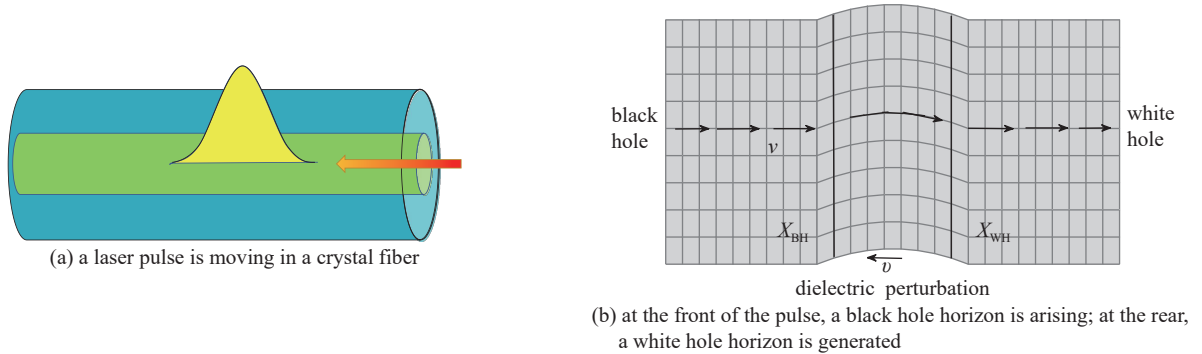 (a) a laser pulse is moving in a crystal fiber
black
hole
v
white
hole
X_BH
X_WH
υ
dielectric perturbation
(b) at the front of the pulse, a black hole horizon is arising; at the rear,
a white hole horizon is generated